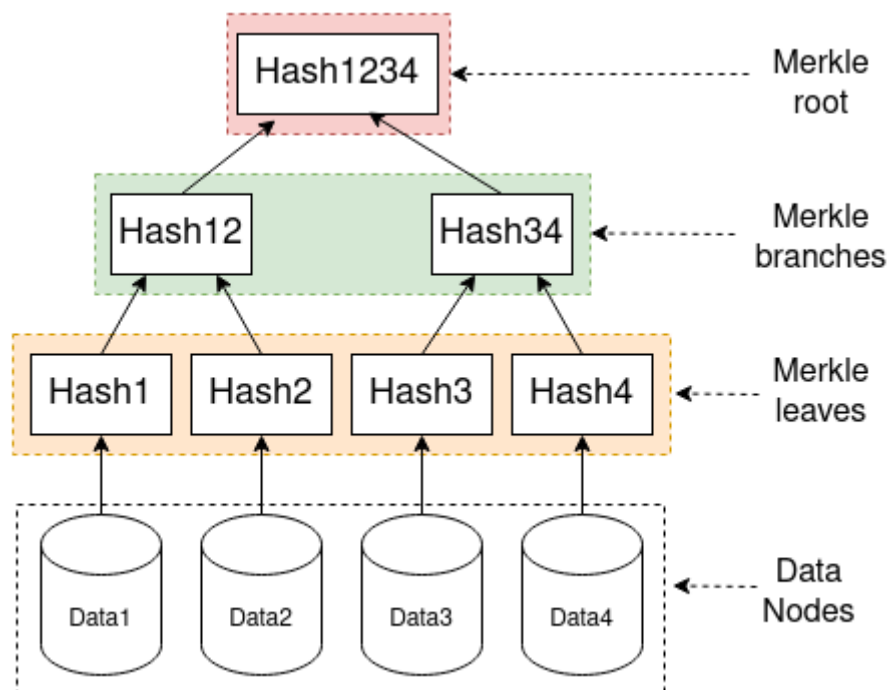 Hash1234
Merkle
root
Hash12
Hash34
Merkle
branches
Hash1
Hash2
Hash3
Hash4
Merkle
leaves
Data1
Data2
Data3
Data4
Data
Nodes